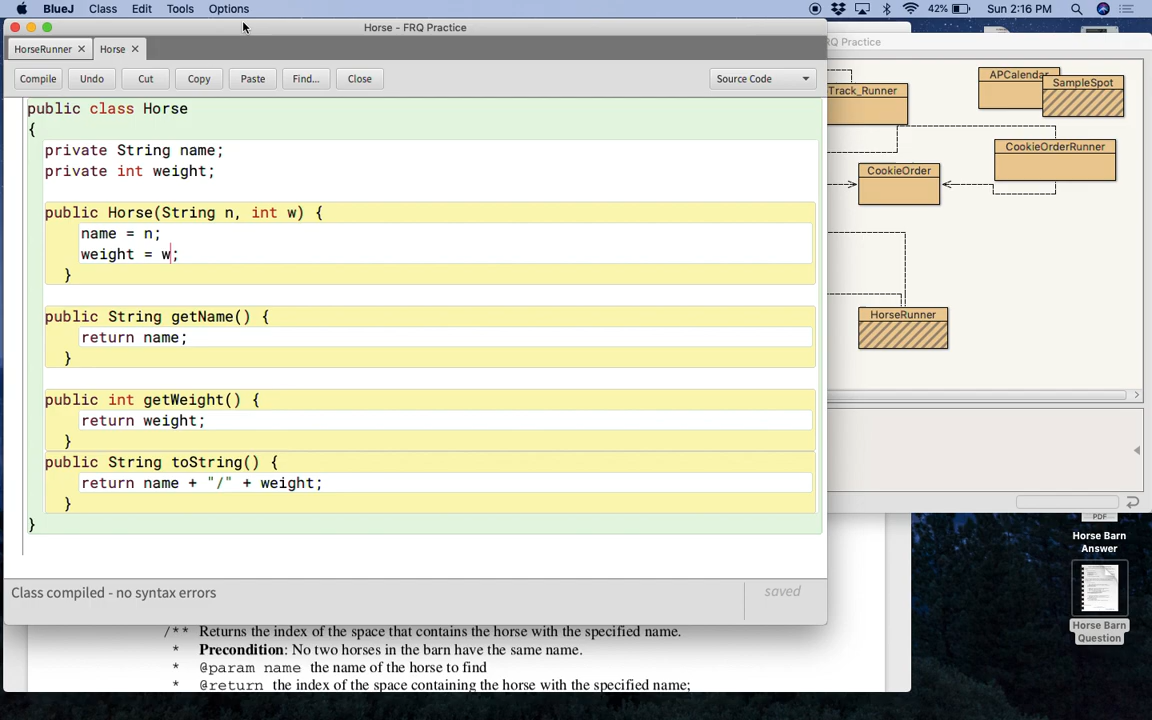 BlueJ Class Edit Tools Options 42% Sun 2:16 PM
Horse - FRQ Practice
RQ Practice
HorseRunner × Horse ×
Compile Undo Cut Copy Paste Find... Close Source Code
public class Horse
{
private String name;
private int weight;
public Horse(String n, int w) {
name = n;
weight = w;
}
public String getName() {
return name;
}
public int getWeight() {
return weight;
}
public String toString() {
return name + "/" + weight;
}
}
Class compiled - no syntax errors
saved
Track_Runner
APCalendar
SampleSpot
CookieOrderRunner
CookieOrder
HorseRunner
PDF
Horse Barn
Answer
Horse Barn
Question
/** Returns the index of the space that contains the horse with the specified name.
* Precondition: No two horses in the barn have the same name.
* @param name the name of the horse to find
* @return the index of the space containing the horse with the specified name;